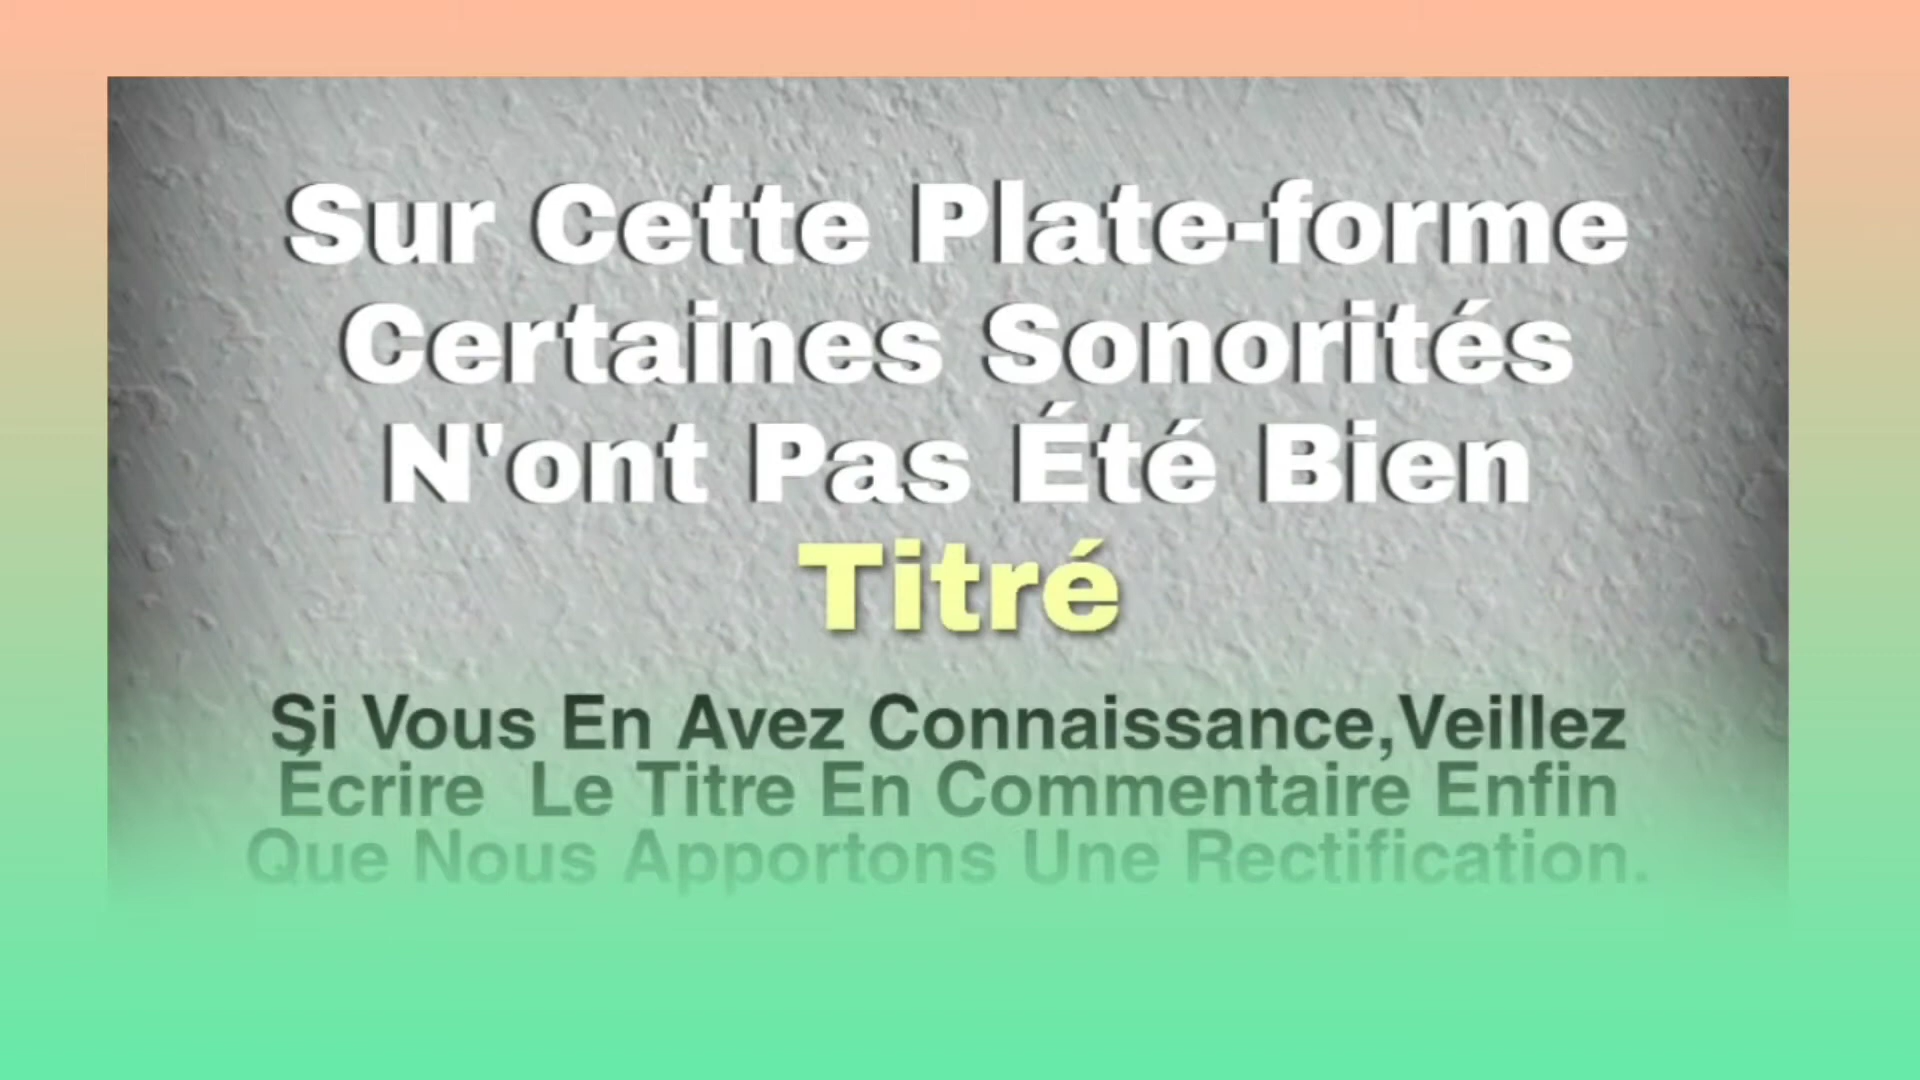 Sur Cette Plate-forme
Certaines Sonorités
N'ont Pas Été Bien
Titré
Si Vous En Avez Connaissance,Veillez
Écrire  Le Titre En Commentaire Enfin
Que Nous Apportons Une Rectification.